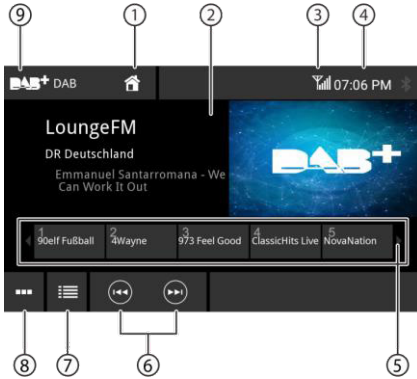 9 1 2 3 4
DAB+ DAB 07:06 PM
LoungeFM
DAB+
DR Deutschland
Emmanuel Santarromana - We
Can Work It Out
1 2 3 4 5
90elf Fußball 4Wayne 973 Feel Good ClassicHits Live NovaNation
8 7 6 5